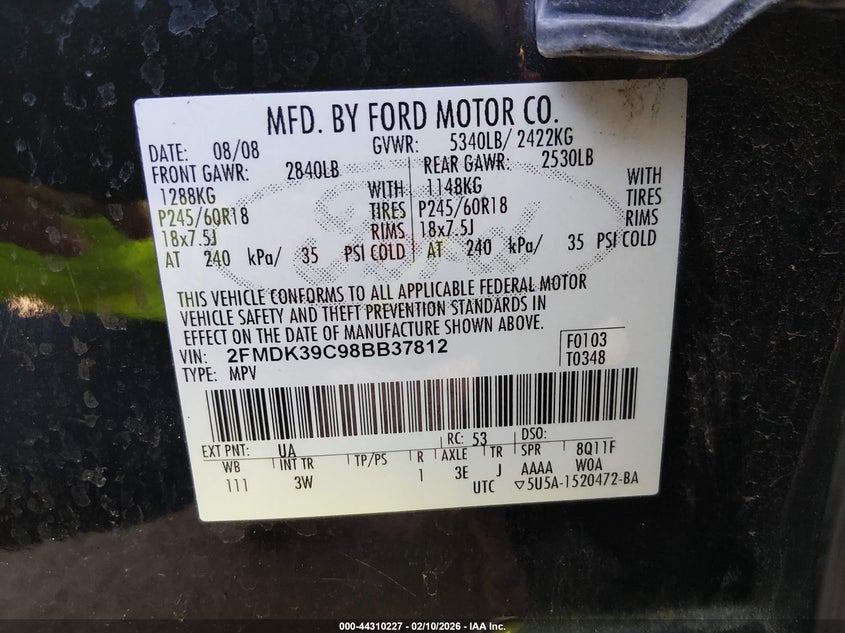 MFD. BY FORD MOTOR CO.
DATE: 08/08 GVWR: 5340LB/ 2422KG
FRONT GAWR: 2840LB REAR GAWR: 2530LB
1288KG WITH 1148KG WITH
P245/60R18 TIRES P245/60R18 TIRES
18x7.5J RIMS 18x7.5J RIMS
AT 240 kPa/ 35 PSI COLD AT 240 kPa/ 35 PSI COLD
THIS VEHICLE CONFORMS TO ALL APPLICABLE FEDERAL MOTOR
VEHICLE SAFETY AND THEFT PREVENTION STANDARDS IN
EFFECT ON THE DATE OF MANUFACTURE SHOWN ABOVE.
VIN: 2FMDK39C98BB37812 F0103
TYPE: MPV T0348
EXT PNT: UA RC: 53 DSO:
WB INT TR TP/PS R AXLE TR SPR 8Q11F
111 3W 1 3E J AAAA W0A
UTC ▽5U5A-1520472-BA
000-44310227 - 02/10/2026 - IAA Inc.